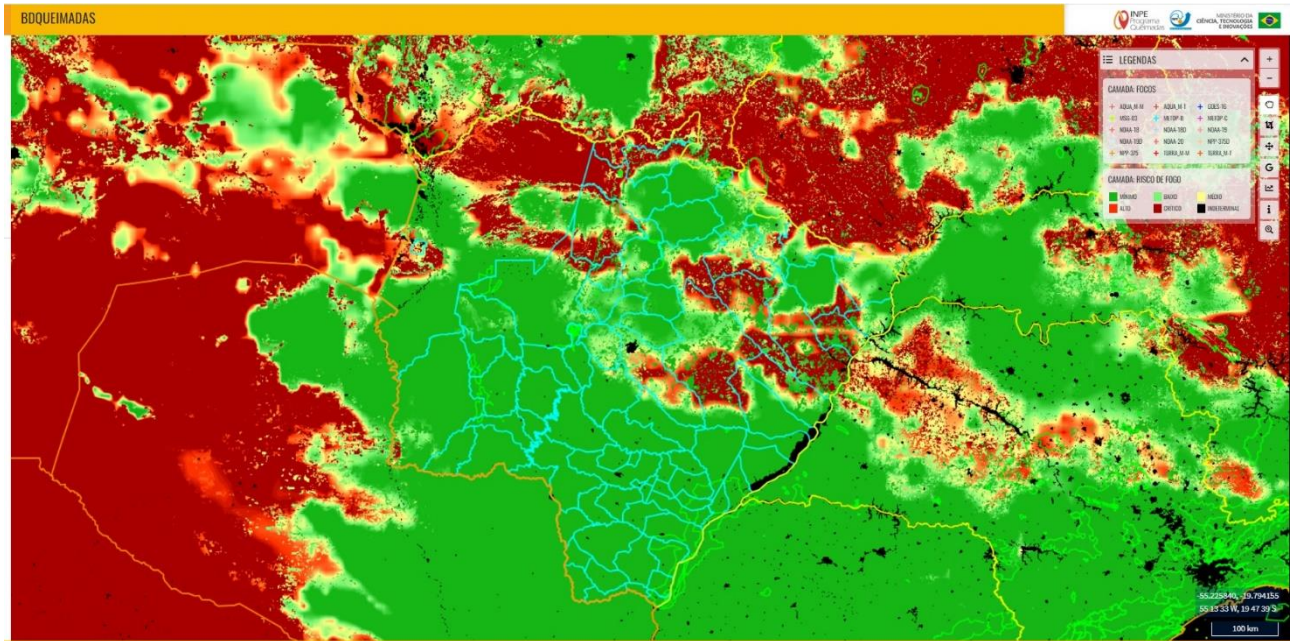 BDQUEIMADAS
INPE
Programa
Queimadas
MINISTÉRIO DA
CIÊNCIA, TECNOLOGIA
E INOVAÇÕES
LEGENDAS
CAMADA: FOCOS
AQUA_M-M AQUA_M-T GOES-16
MSG-03 METOP-B METOP-C
NOAA-18 NOAA-18D NOAA-19
NOAA-19D NOAA-20 NPP-375D
NPP-375 TERRA_M-M TERRA_M-T
CAMADA: RISCO DE FOGO
MÍNIMO BAIXO MÉDIO
ALTO CRÍTICO INDETERMINAD
-55.225840, -19.794155
55 13 33 W, 19 47 39 S
100 km